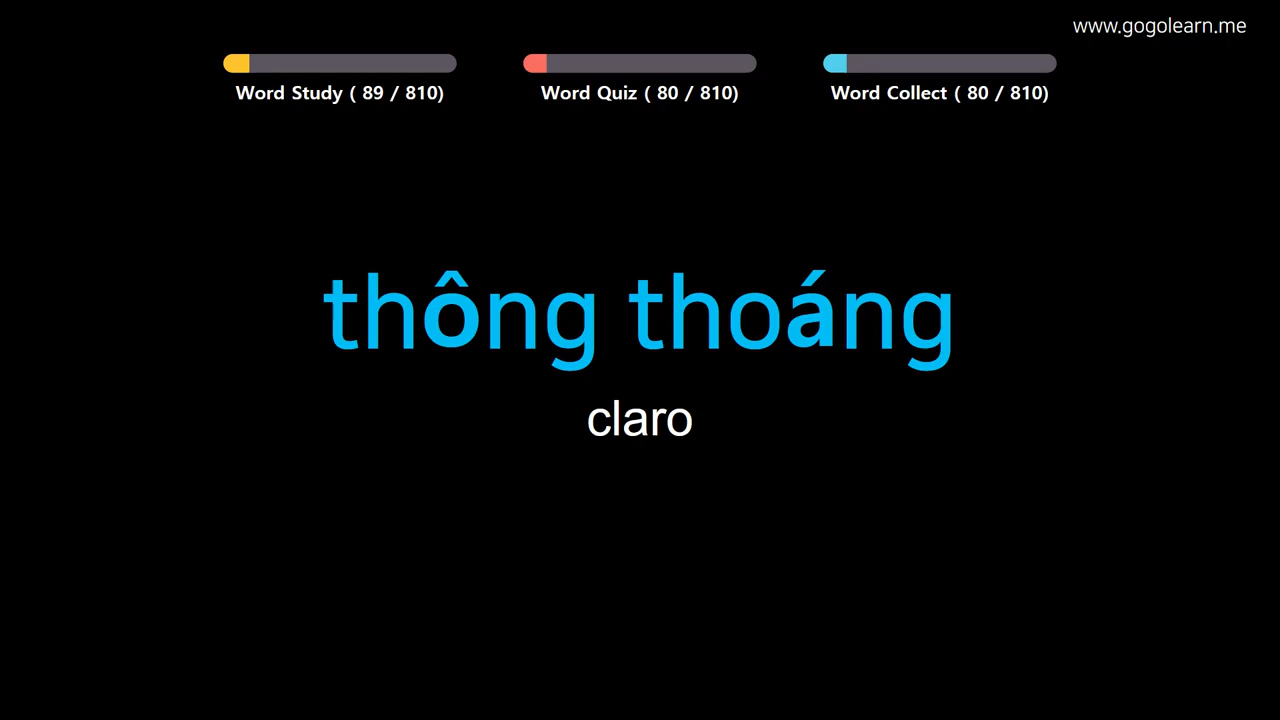 www.gogolearn.me
Word Study ( 89 / 810)
Word Quiz ( 80 / 810)
Word Collect ( 80 / 810)
thông thoáng
claro